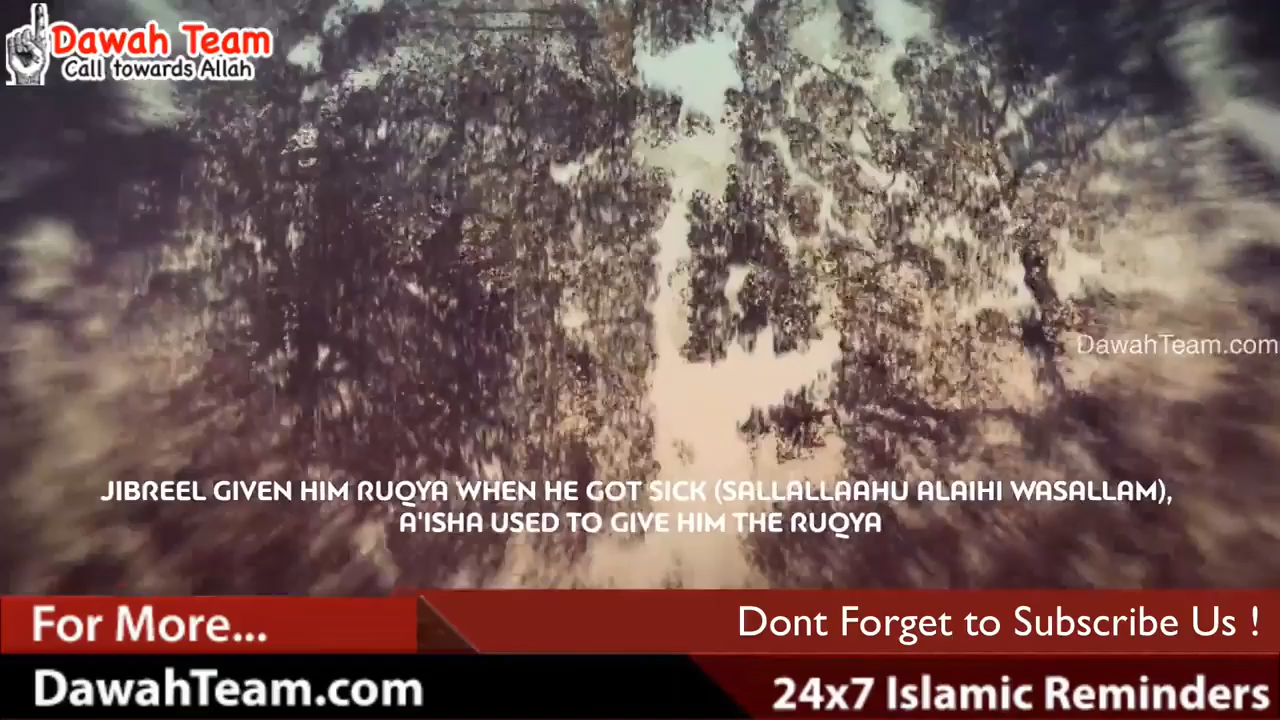 Dawah Team
Call towards Allah
DawahTeam.com
JIBREEL GIVEN HIM RUQYA WHEN HE GOT SICK (SALLALLAAHU ALAIHI WASALLAM),
A'ISHA USED TO GIVE HIM THE RUQYA
For More...
Dont Forget to Subscribe Us !
DawahTeam.com
24x7 Islamic Reminders